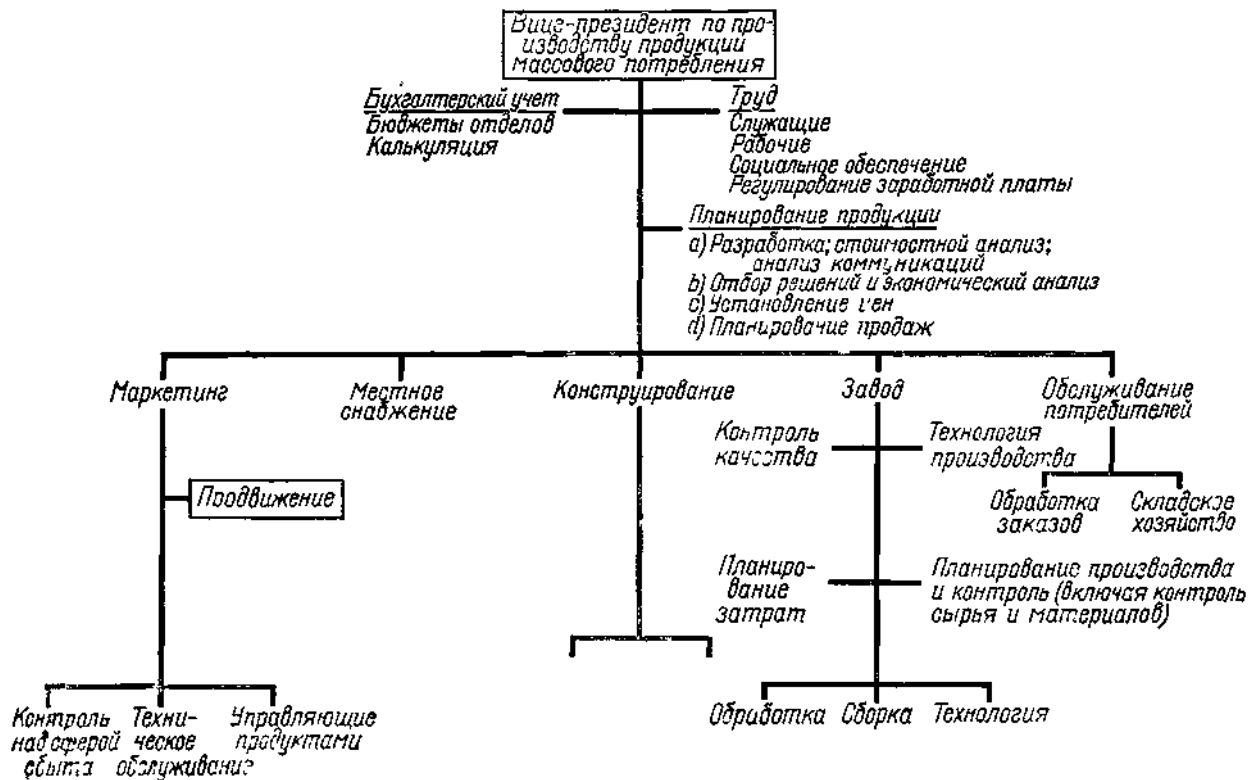 Вице-президент по про-
изводству продукции
массового потребления
Бухгалтерский учет
Бюджеты отделов
Калькуляция
Труд
Служащие
Рабочие
Социальное обеспечение
Регулирование заработной платы
Планирование продукции
а) Разработка; стоимостной анализ;
анализ коммуникаций
b) Отбор решений и экономический анализ
c) Установление цен
d) Планирование продаж
Маркетинг
Местное
снабжение
Конструирование
Завод
Обслуживание
потребителей
Контроль
качества
Технология
производства
Продвижение
Обработка
заказов
Складское
хозяйство
Планиро-
вание
затрат
Планирование производства
и контроль (включая контроль
сырья и материалов)
Контроль
над сферой
сбыта
Техни-
ческое
обслуживание
Управляющие
продуктами
Обработка
Сборка
Технология